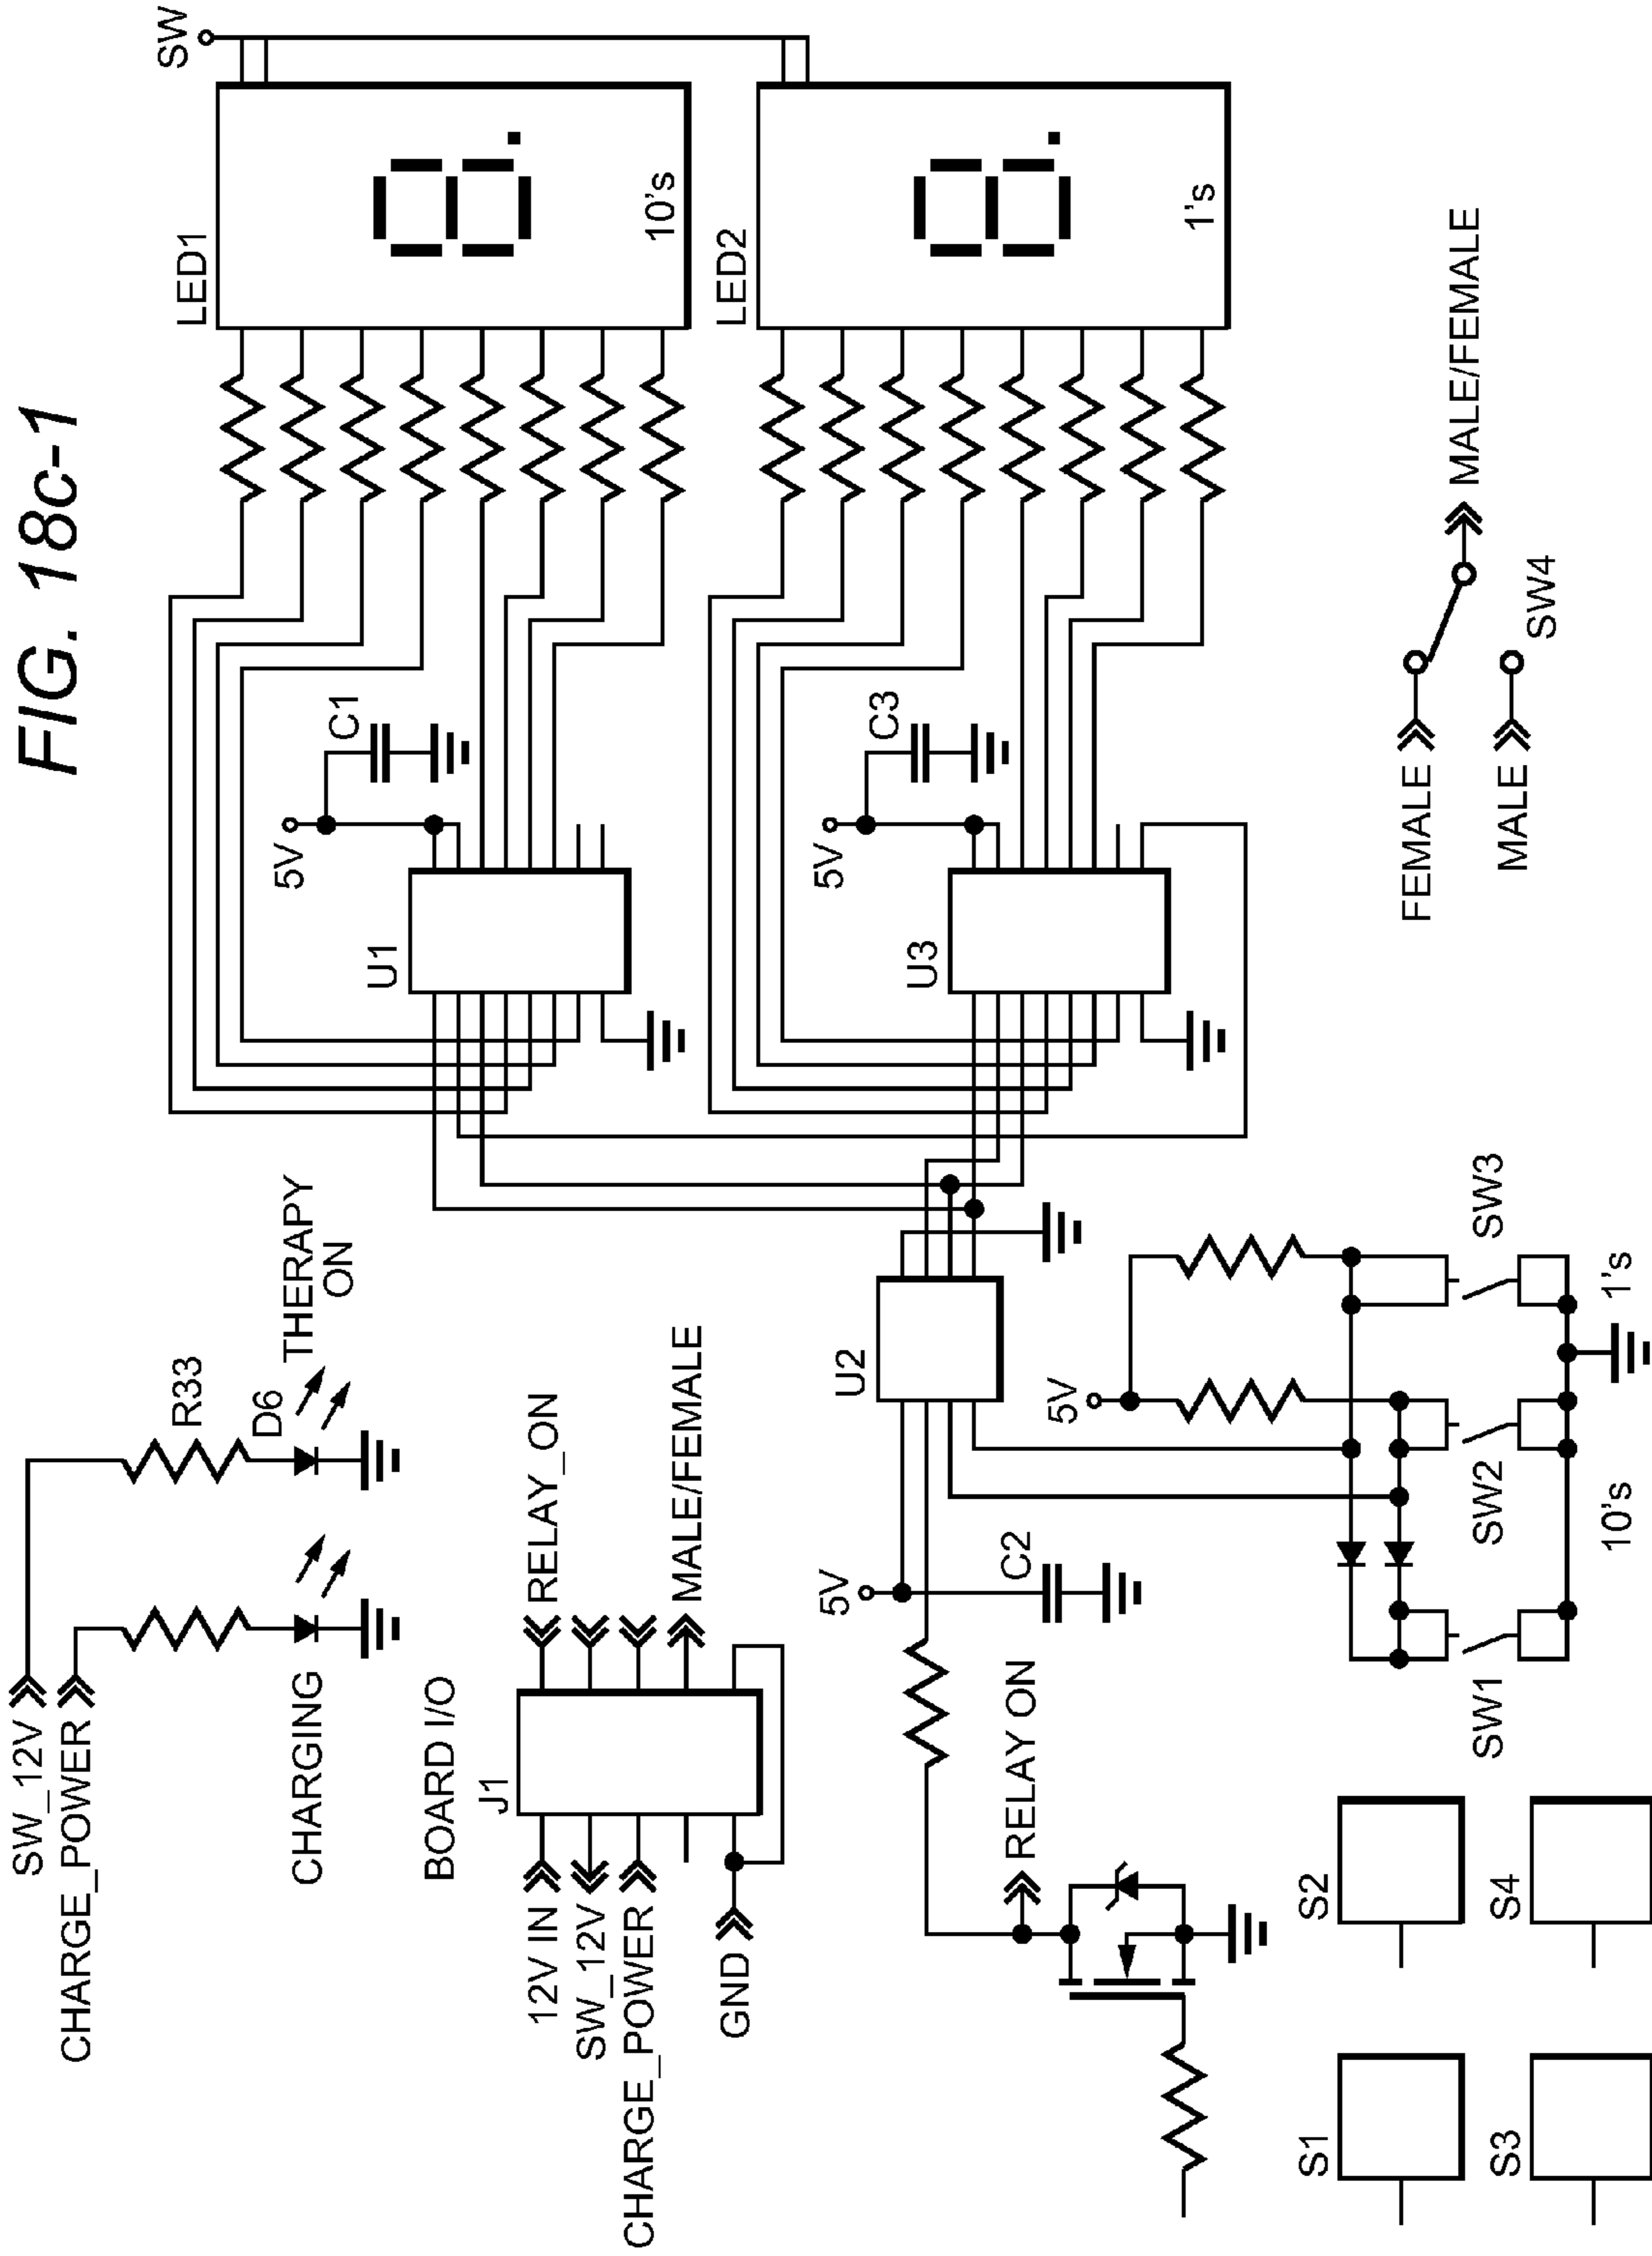 FIG. 18c-1
SW_12V
CHARGE_POWER
R33
D6
THERAPY
ON
CHARGING
BOARD I/O
J1
12V IN
SW_12V
CHARGE_POWER
GND
RELAY_ON
MALE/FEMALE
SW
LED1
10's
LED2
1's
5V
C1
U1
5V
C3
U3
U2
5V
C2
RELAY ON
5V
SW1
SW2
SW3
10's
1's
S1
S2
S3
S4
FEMALE
MALE
SW4
MALE/FEMALE